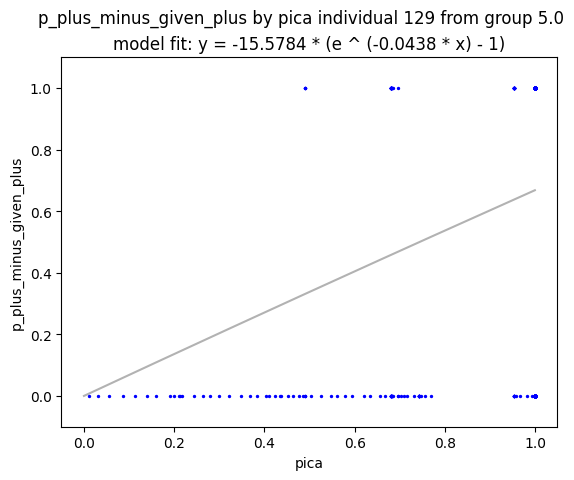 p_plus_minus_given_plus by pica individual 129 from group 5.0
model fit: y = -15.5784 * (e ^ (-0.0438 * x) - 1)
p_plus_minus_given_plus
1.0
0.8
0.6
0.4
0.2
0.0
0.0 0.2 0.4 0.6 0.8 1.0
pica